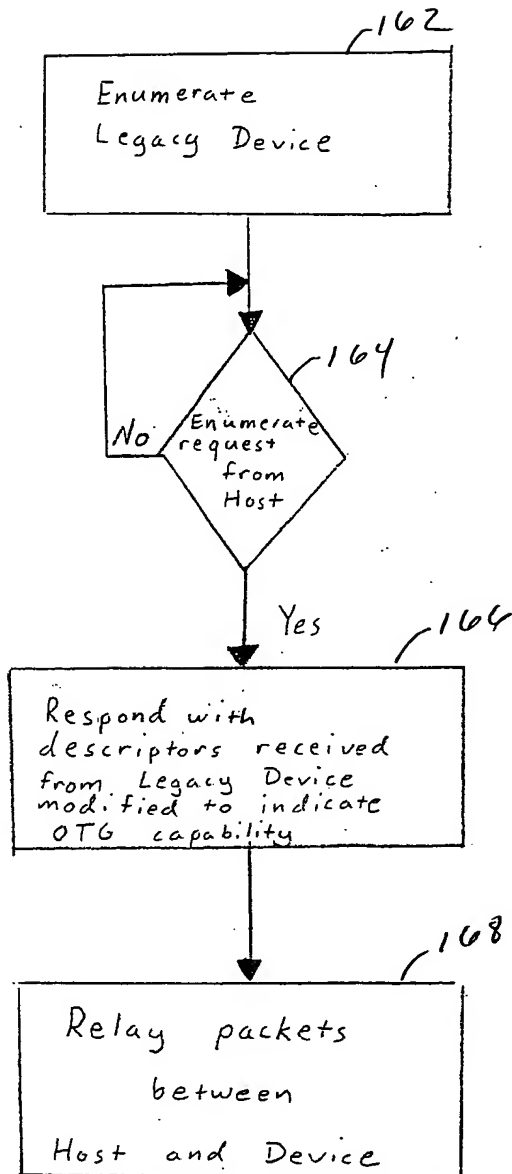 162
Enumerate
Legacy Device
164
No
Enumerate
request
from
Host
Yes
166
Respond with
descriptors received
from Legacy Device
modified to indicate
OTG capability
168
Relay packets
between
Host and Device